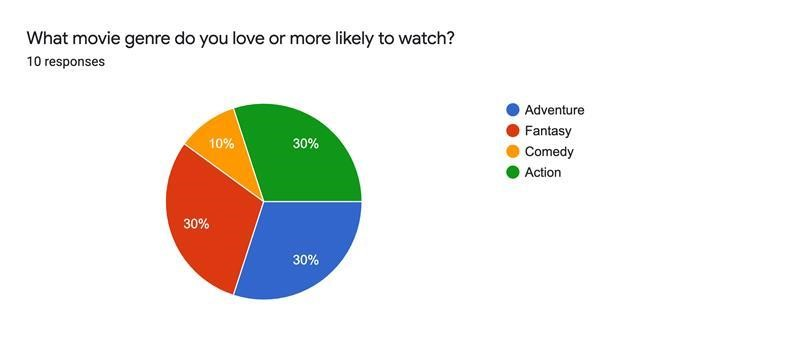 What movie genre do you love or more likely to watch?
10 responses
10%
30%
30%
30%
Adventure
Fantasy
Comedy
Action